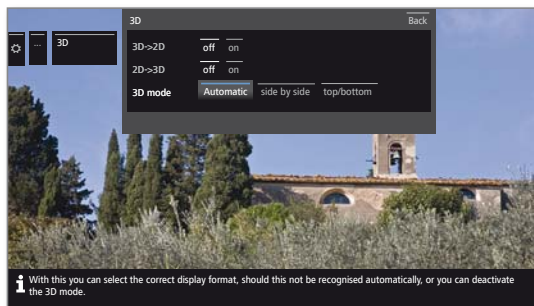 3D
Back
...
3D
3D->2D off on
2D->3D off on
3D mode Automatic side by side top/bottom
With this you can select the correct display format, should this not be recognised automatically, or you can deactivate
the 3D mode.